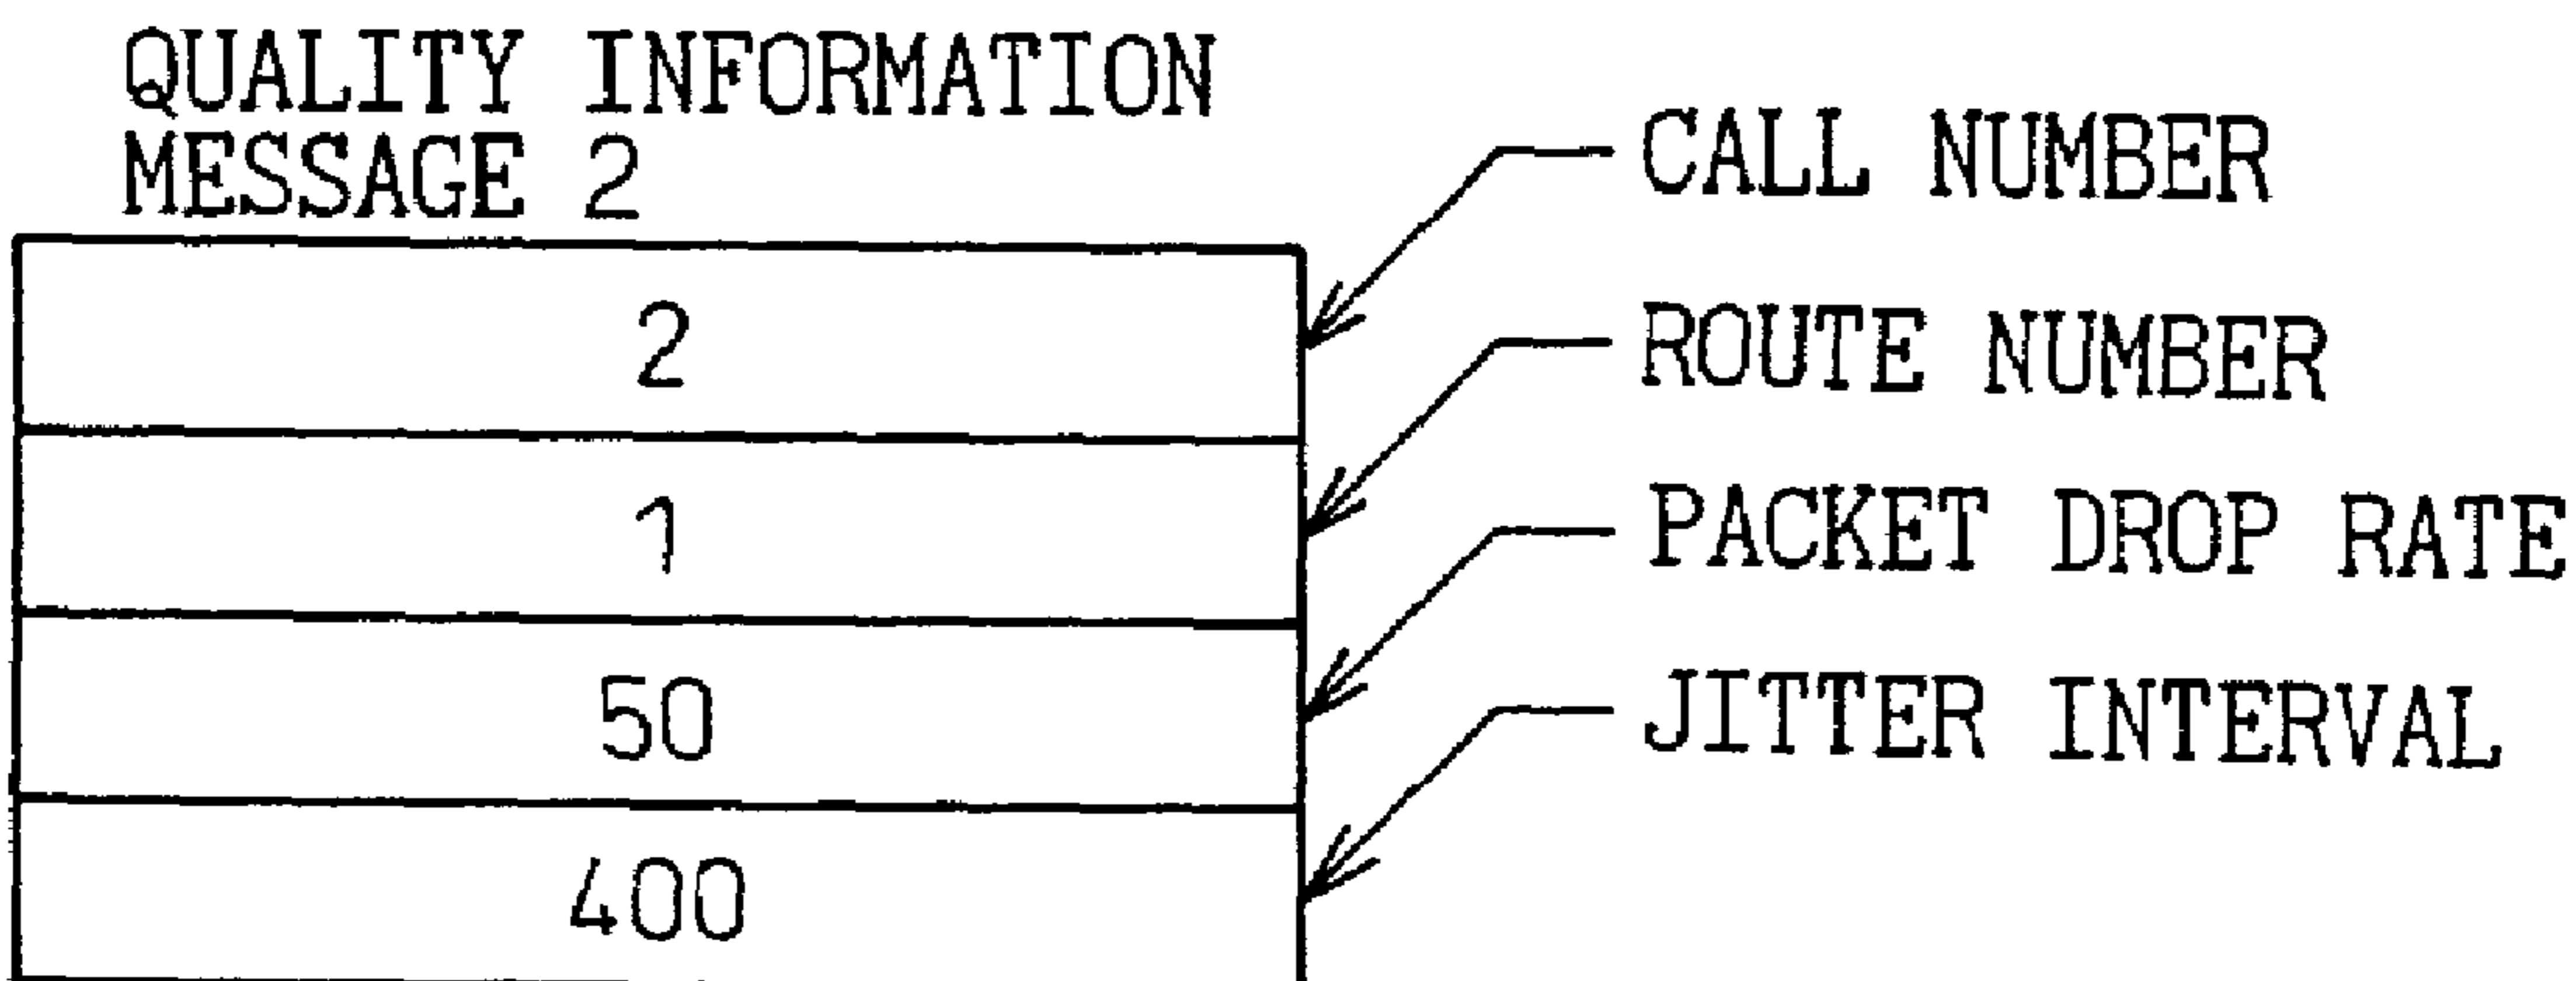 QUALITY INFORMATION
MESSAGE 2
2
CALL NUMBER
1
ROUTE NUMBER
50
PACKET DROP RATE
400
JITTER INTERVAL